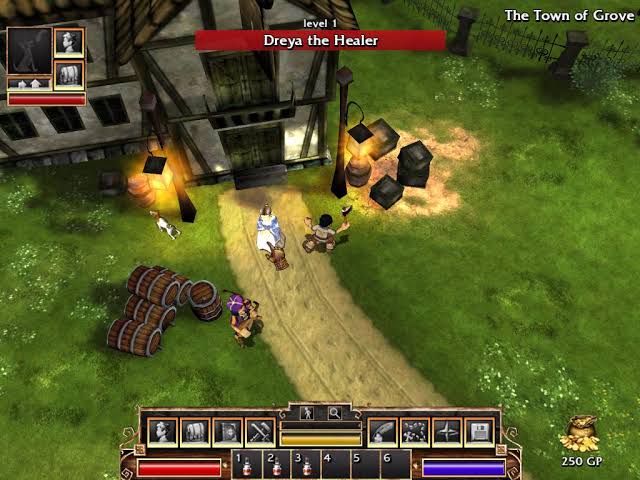 level 1
The Town of Grove
Dreya the Healer
1 2 3 4 5 6
250 GP